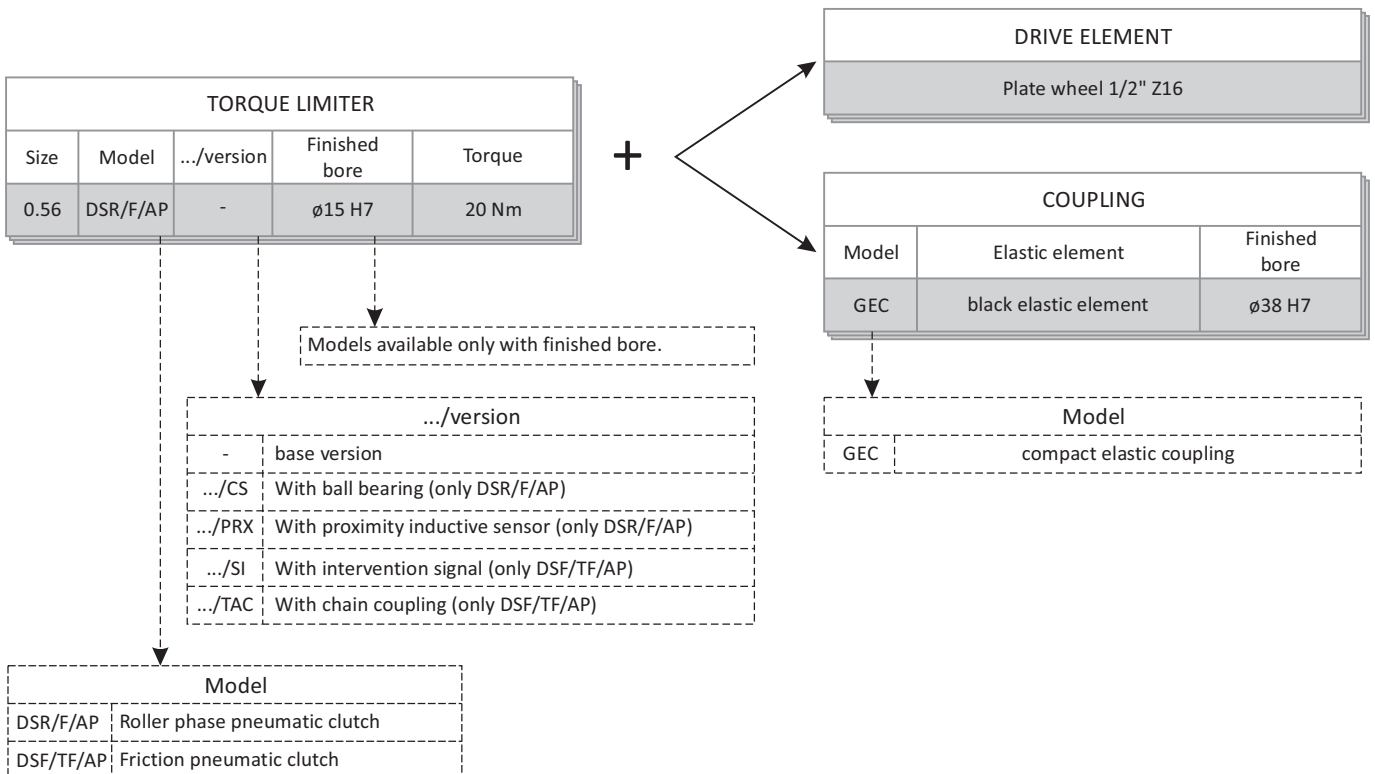 TORQUE LIMITER
Size Model .../version Finished bore Torque
0.56 DSR/F/AP - ø15 H7 20 Nm
+
DRIVE ELEMENT
Plate wheel 1/2" Z16
COUPLING
Model Elastic element Finished bore
GEC black elastic element ø38 H7
Models available only with finished bore.
.../version
- base version
.../CS With ball bearing (only DSR/F/AP)
.../PRX With proximity inductive sensor (only DSR/F/AP)
.../SI With intervention signal (only DSF/TF/AP)
.../TAC With chain coupling (only DSF/TF/AP)
Model
GEC compact elastic coupling
Model
DSR/F/AP Roller phase pneumatic clutch
DSF/TF/AP Friction pneumatic clutch